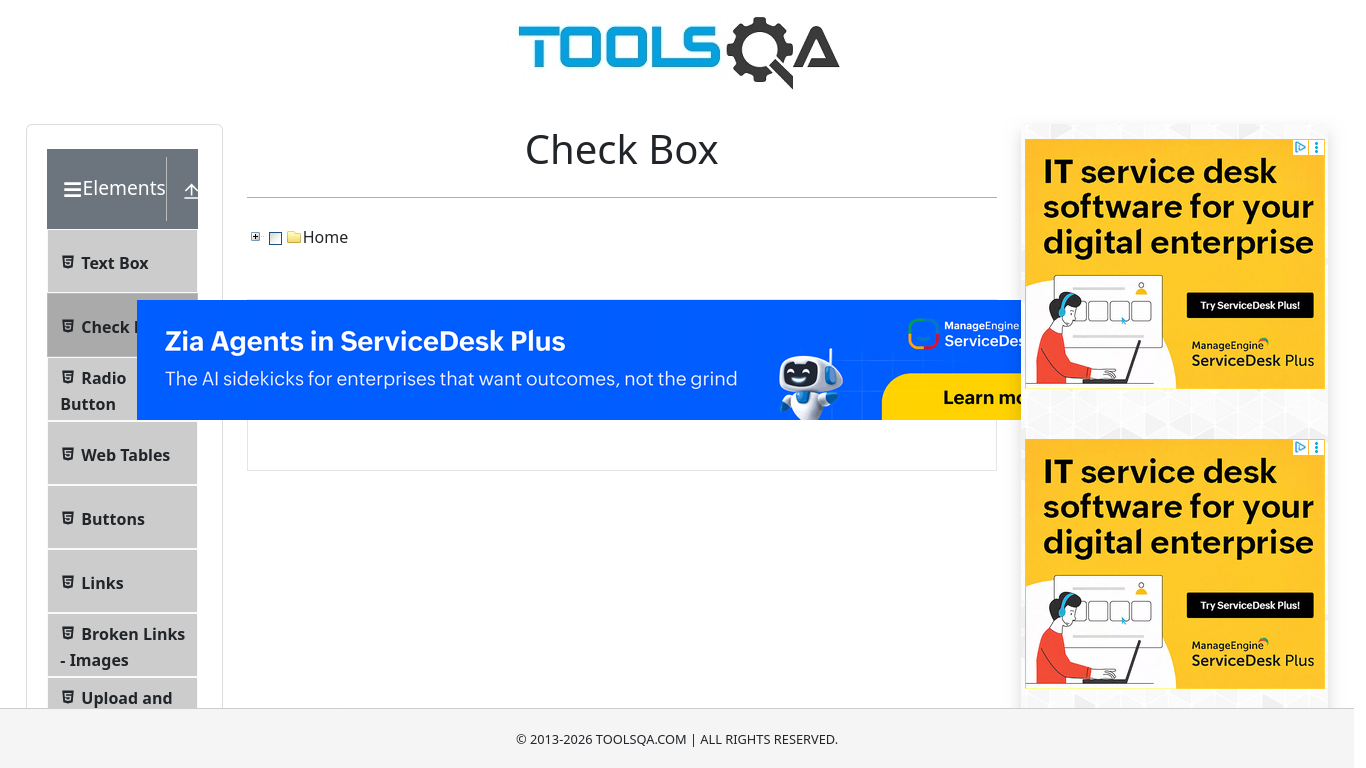 TOOLSQA
Check Box
Elements
Text Box
Check
Radio
Button
Web Tables
Buttons
Links
Broken Links
- Images
Upload and
Home
Zia Agents in ServiceDesk Plus
The AI sidekicks for enterprises that want outcomes, not the grind
ManageEngine
Learn
IT service desk
software for your
digital enterprise
Try ServiceDesk Plus!
ManageEngine
ServiceDesk Plus
IT service desk
software for your
digital enterprise
Try ServiceDesk Plus!
ManageEngine
ServiceDesk Plus
© 2013-2026 TOOLSQA.COM | ALL RIGHTS RESERVED.